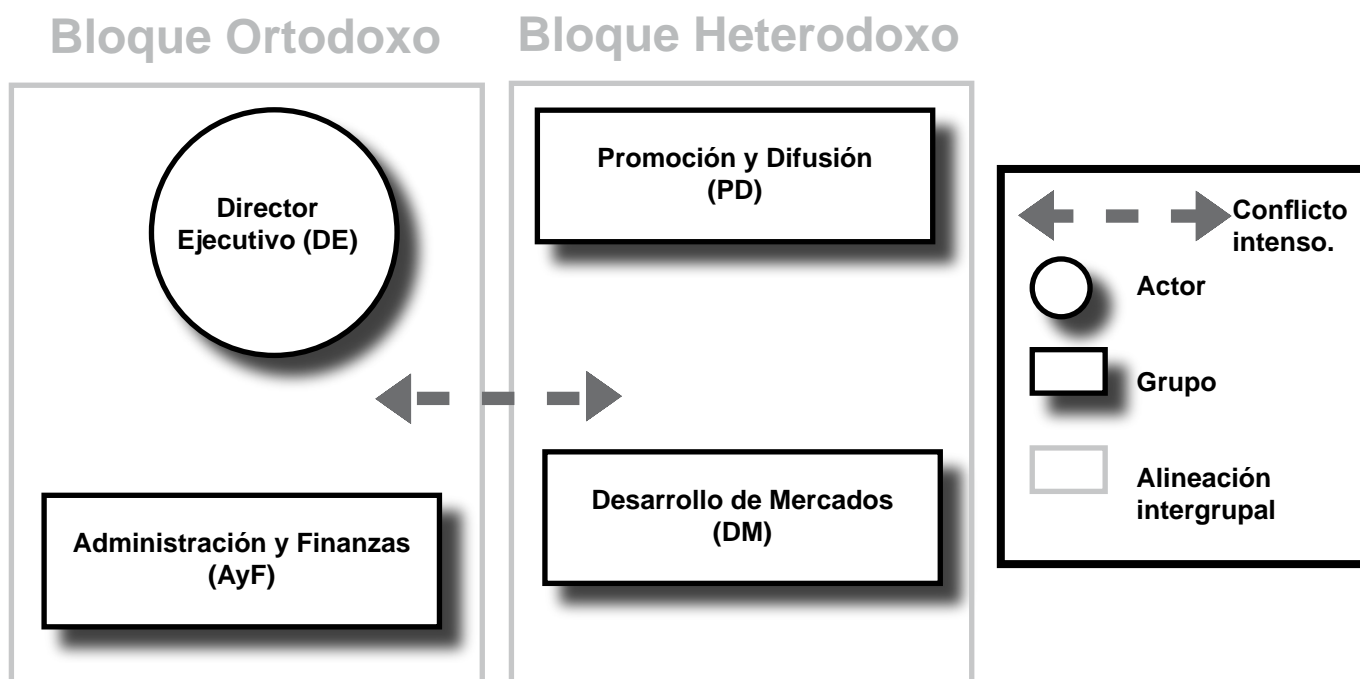 Bloque Ortodoxo
Bloque Heterodoxo
Director
Ejecutivo (DE)
Administración y Finanzas
(AyF)
Promoción y Difusión
(PD)
Desarrollo de Mercados
(DM)
Conflicto
intenso.
Actor
Grupo
Alineación
intergrupal